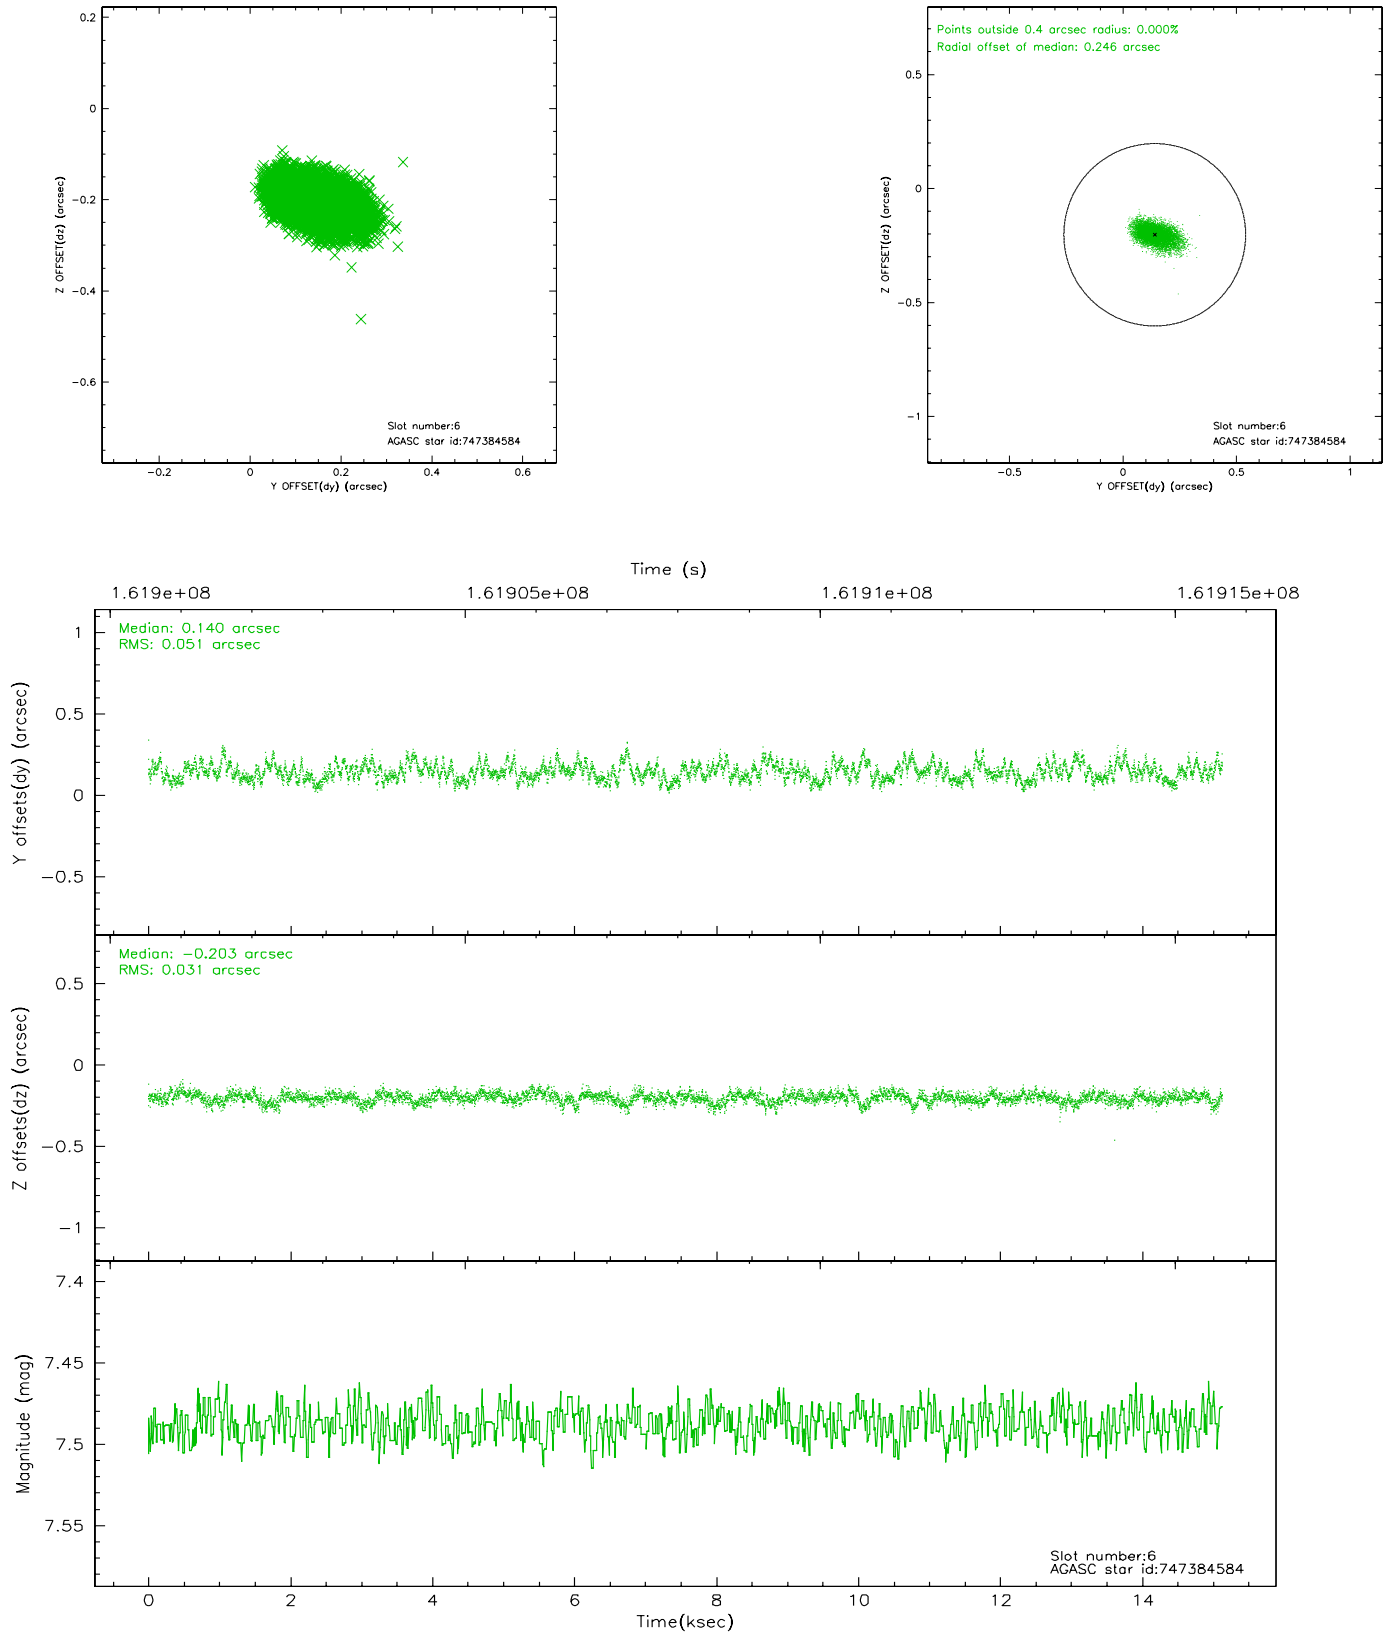 0.2
0
−0.2
−0.4
−0.6
Z OFFSET(dz) (arcsec)
Slot number:6
AGASC star id:747384584
−0.2
0
0.2
0.4
0.6
Y OFFSET(dy) (arcsec)
Points outside 0.4 arcsec radius: 0.000%
Radial offset of median: 0.246 arcsec
0.5
0
−0.5
−1
Z OFFSET(dz) (arcsec)
Slot number:6
AGASC star id:747384584
−0.5
0
0.5
1
Y OFFSET(dy) (arcsec)
Time (s)
1.619e+08
1.61905e+08
1.6191e+08
1.61915e+08
Median: 0.140 arcsec
RMS: 0.051 arcsec
1
0.5
0
−0.5
Y offsets(dy) (arcsec)
Median: −0.203 arcsec
RMS: 0.031 arcsec
0.5
0
−0.5
−1
Z offsets(dz) (arcsec)
7.4
7.45
7.5
7.55
Magnitude (mag)
Slot number:6
AGASC star id:747384584
0
2
4
6
8
10
12
14
Time(ksec)